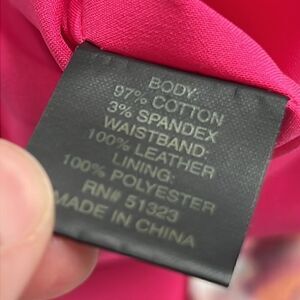 BODY:
97% COTTON
3% SPANDEX
WAISTBAND:
100% LEATHER
LINING:
100% POLYESTER
RN# 51323
MADE IN CHINA